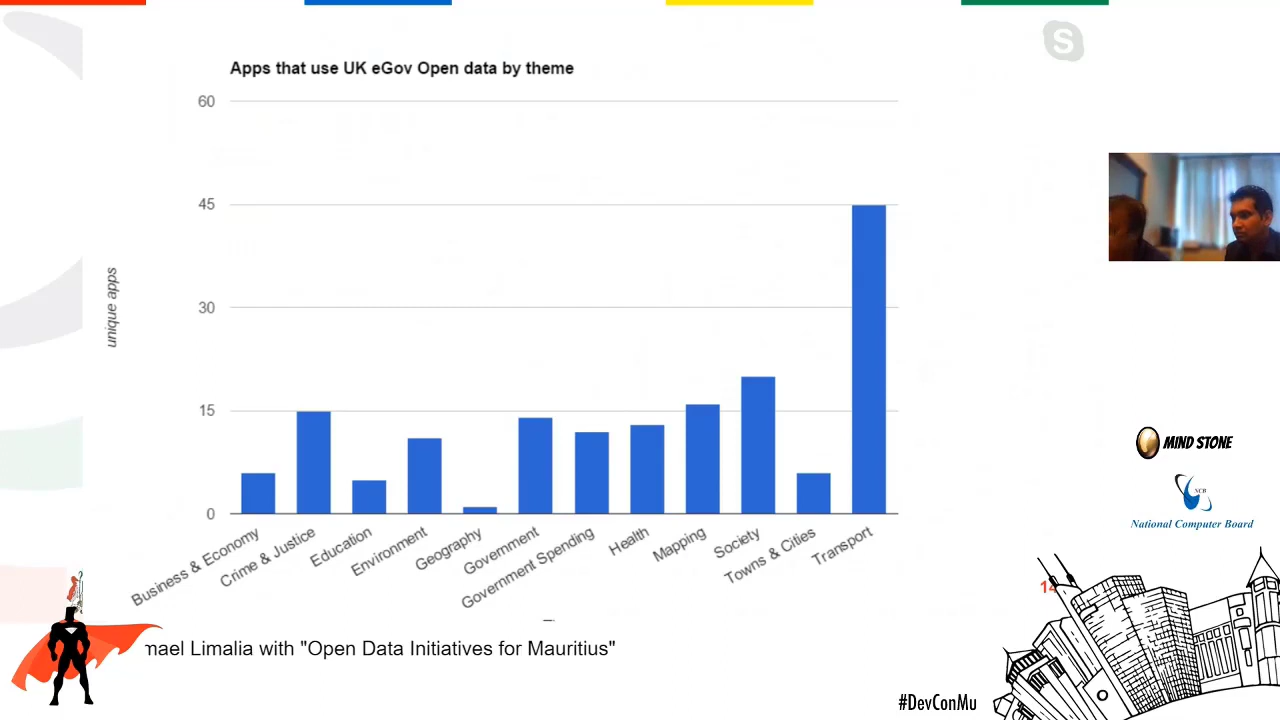 S
Apps that use UK eGov Open data by theme
60
45
30
15
0
unique apps
Business & Economy
Crime & Justice
Education
Environment
Geography
Government
Government Spending
Health
Mapping
Society
Towns & Cities
Transport
MIND STONE
NCB
National Computer Board
mael Limalia with "Open Data Initiatives for Mauritius"
#DevConMu